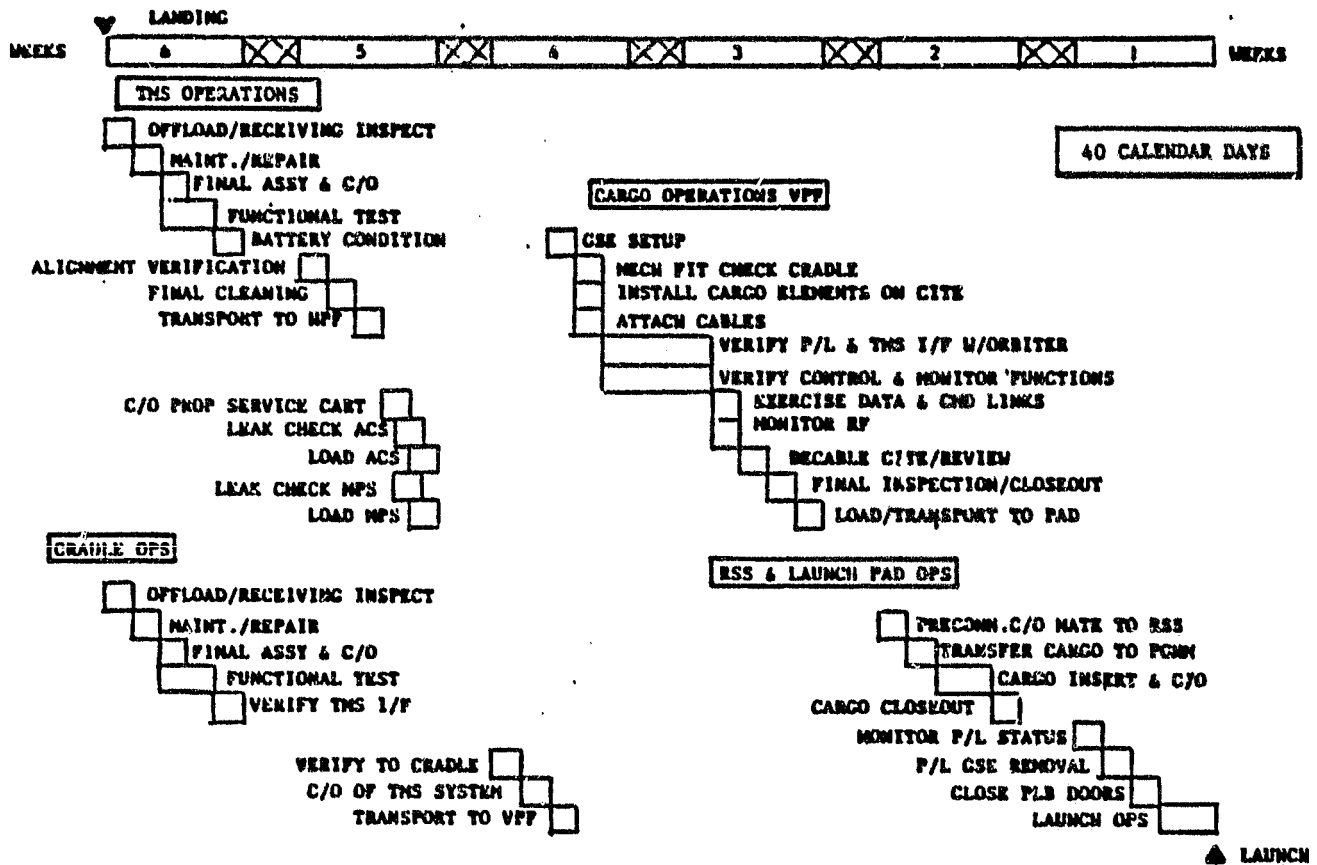 LANDING
WEEKS 6 5 4 3 2 1 WEEKS
TMS OPERATIONS
OFFLOAD/RECEIVING INSPECT
MAINT./REPAIR
FINAL ASSY & C/O
FUNCTIONAL TEST
BATTERY CONDITION
ALIGNMENT VERIFICATION
FINAL CLEANING
TRANSPORT TO HPF
C/O PROP SERVICE CART
LEAK CHECK ACS
LOAD ACS
LEAK CHECK MPS
LOAD MPS
CRADLE OPS
OFFLOAD/RECEIVING INSPECT
MAINT./REPAIR
FINAL ASSY & C/O
FUNCTIONAL TEST
VERIFY TMS I/F
VERIFY TO CRADLE
C/O OF TMS SYSTEM
TRANSPORT TO VPF
40 CALENDAR DAYS
CARGO OPERATIONS VPF
GSE SETUP
MECH FIT CHECK CRADLE
INSTALL CARGO ELEMENTS ON CITE
ATTACH CABLES
VERIFY P/L & TMS I/F W/ORBITER
VERIFY CONTROL & MONITOR FUNCTIONS
EXERCISE DATA & CMD LINKS
MONITOR RF
DECABLE CITE/REVIEW
FINAL INSPECTION/CLOSEOUT
LOAD/TRANSPORT TO PAD
RSS & LAUNCH PAD OPS
PRECONN.C/O MATE TO RSS
TRANSFER CARGO TO PGHM
CARGO INSERT & C/O
CARGO CLOSEOUT
MONITOR P/L STATUS
P/L GSE REMOVAL
CLOSE PLB DOORS
LAUNCH OPS
LAUNCH